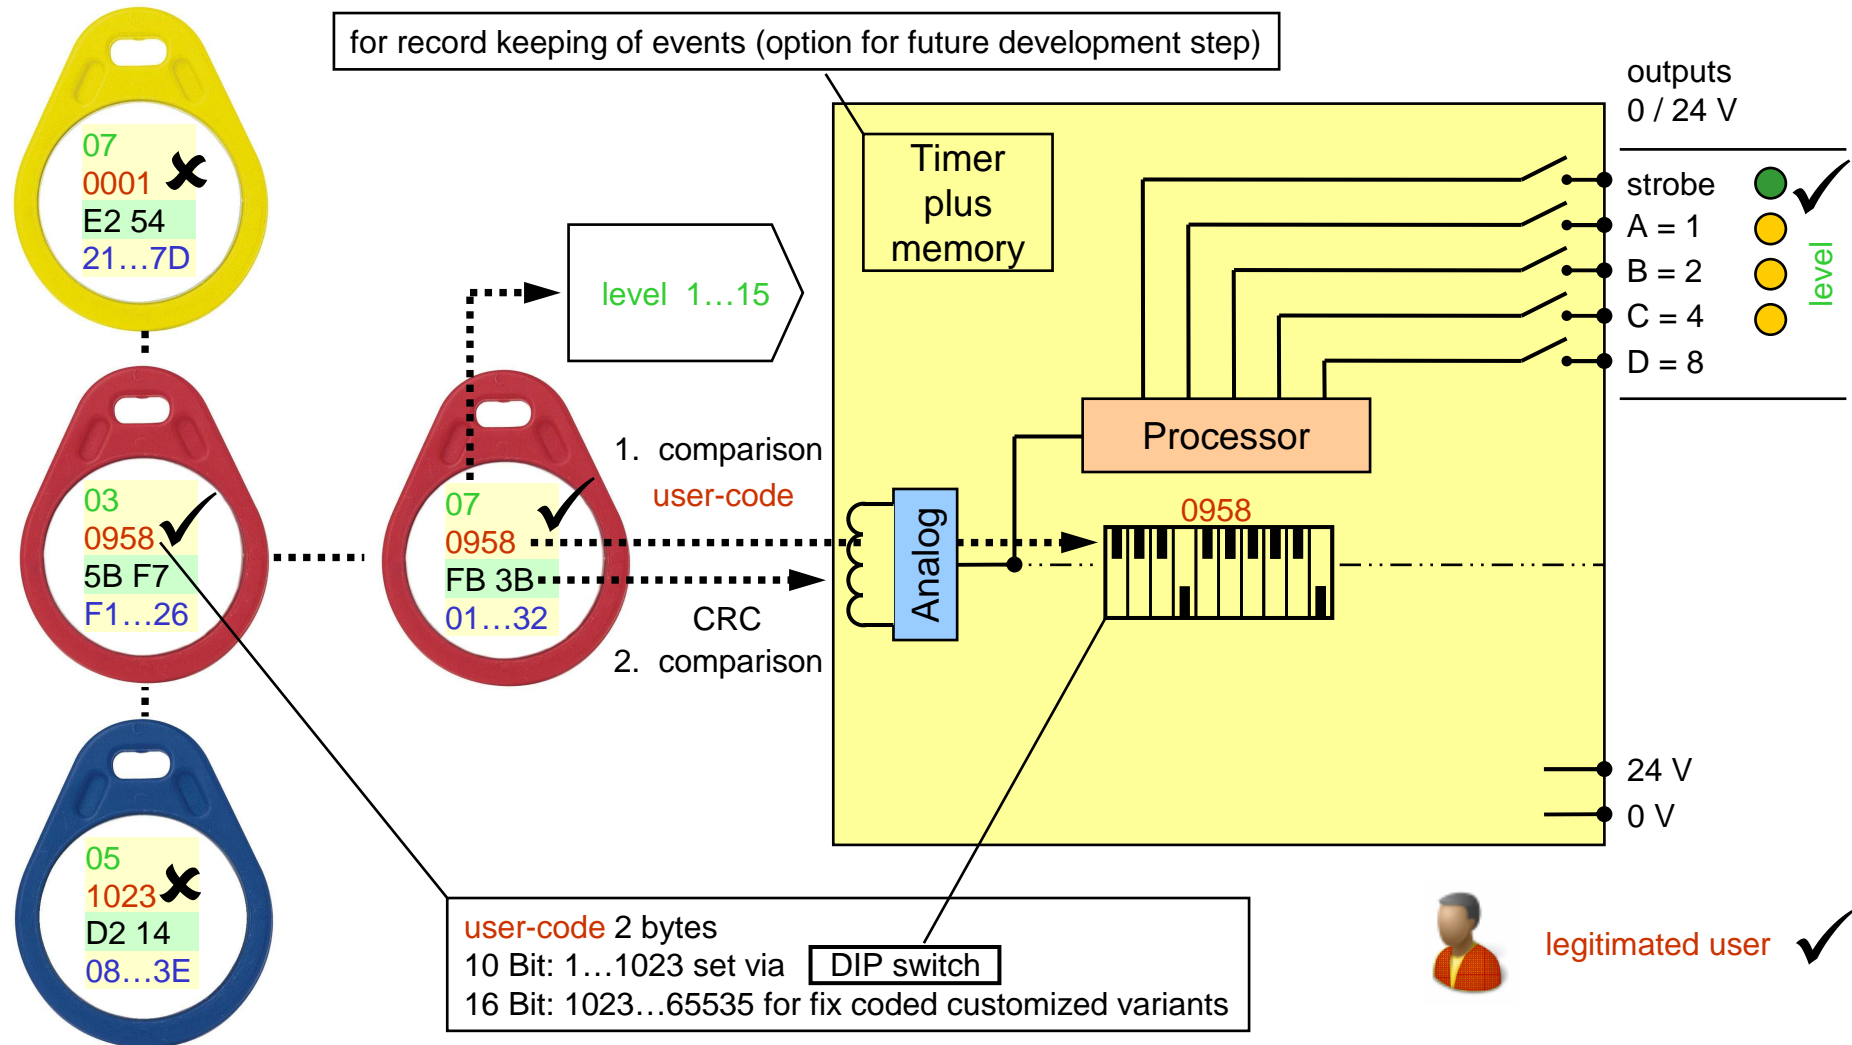 for record keeping of events (option for future development step)
outputs
0 / 24 V
07
0001
E2 54
21…7D
Timer
plus
memory
strobe
A = 1
B = 2
C = 4
D = 8
level
level 1…15
Processor
03
0958
5B F7
F1…26
07
0958
FB 3B
01…32
1. comparison
user-code
CRC
2. comparison
Analog
0958
24 V
0 V
05
1023
D2 14
08…3E
user-code 2 bytes
10 Bit: 1…1023 set via DIP switch
16 Bit: 1023…65535 for fix coded customized variants
legitimated user